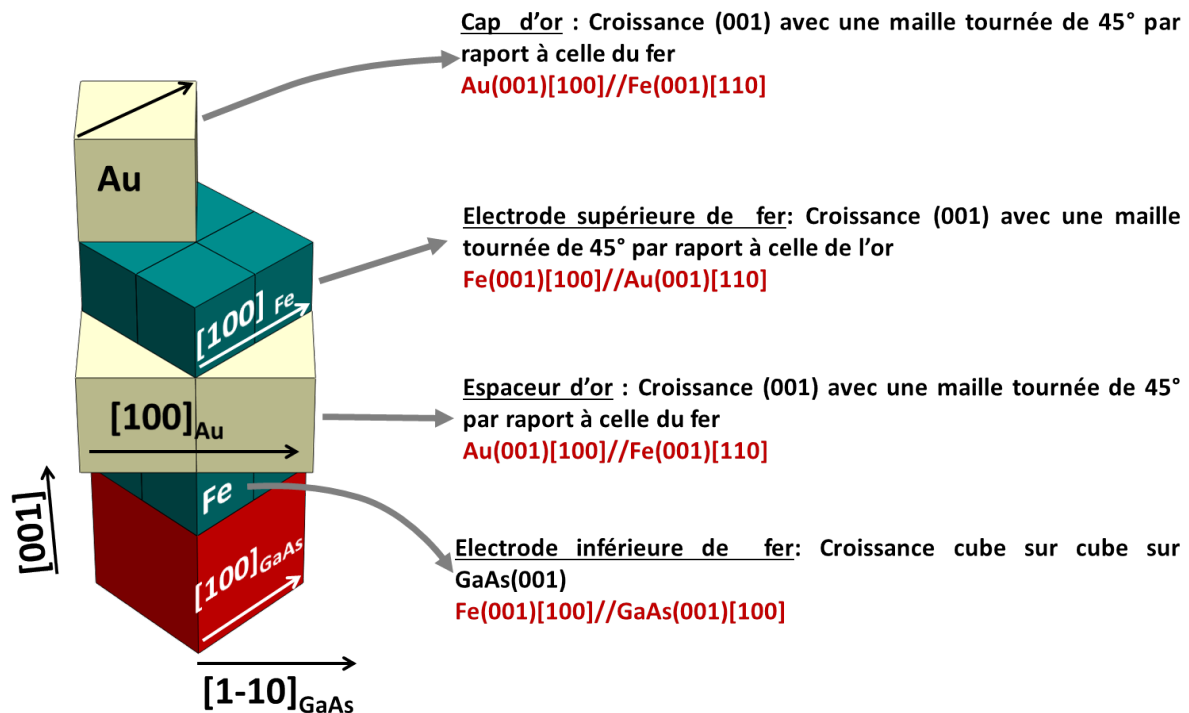 Cap d'or : Croissance (001) avec une maille tournée de 45° par
raport à celle du fer
Au(001)[100]//Fe(001)[110]
Au
Electrode supérieure de fer: Croissance (001) avec une maille
tournée de 45° par rapport à celle de l'or
Fe(001)[100]//Au(001)[110]
[100] Fe
Espaceur d'or : Croissance (001) avec une maille tournée de 45°
par raport à celle du fer
Au(001)[100]//Fe(001)[110]
[100]Au
Fe
[001]
Electrode inférieure de fer: Croissance cube sur cube sur
GaAs(001)
Fe(001)[100]//GaAs(001)[100]
[100]GaAs
[1-10]GaAs